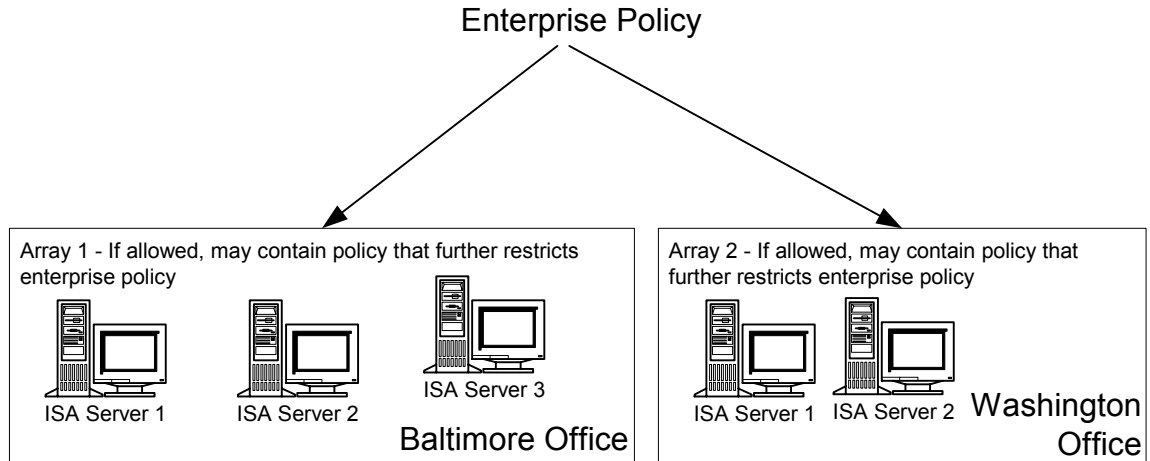 Enterprise Policy
Array 1 - If allowed, may contain policy that further restricts
enterprise policy
ISA Server 1
ISA Server 2
ISA Server 3
Baltimore Office
Array 2 - If allowed, may contain policy that
further restricts enterprise policy
ISA Server 1
ISA Server 2
Washington
Office